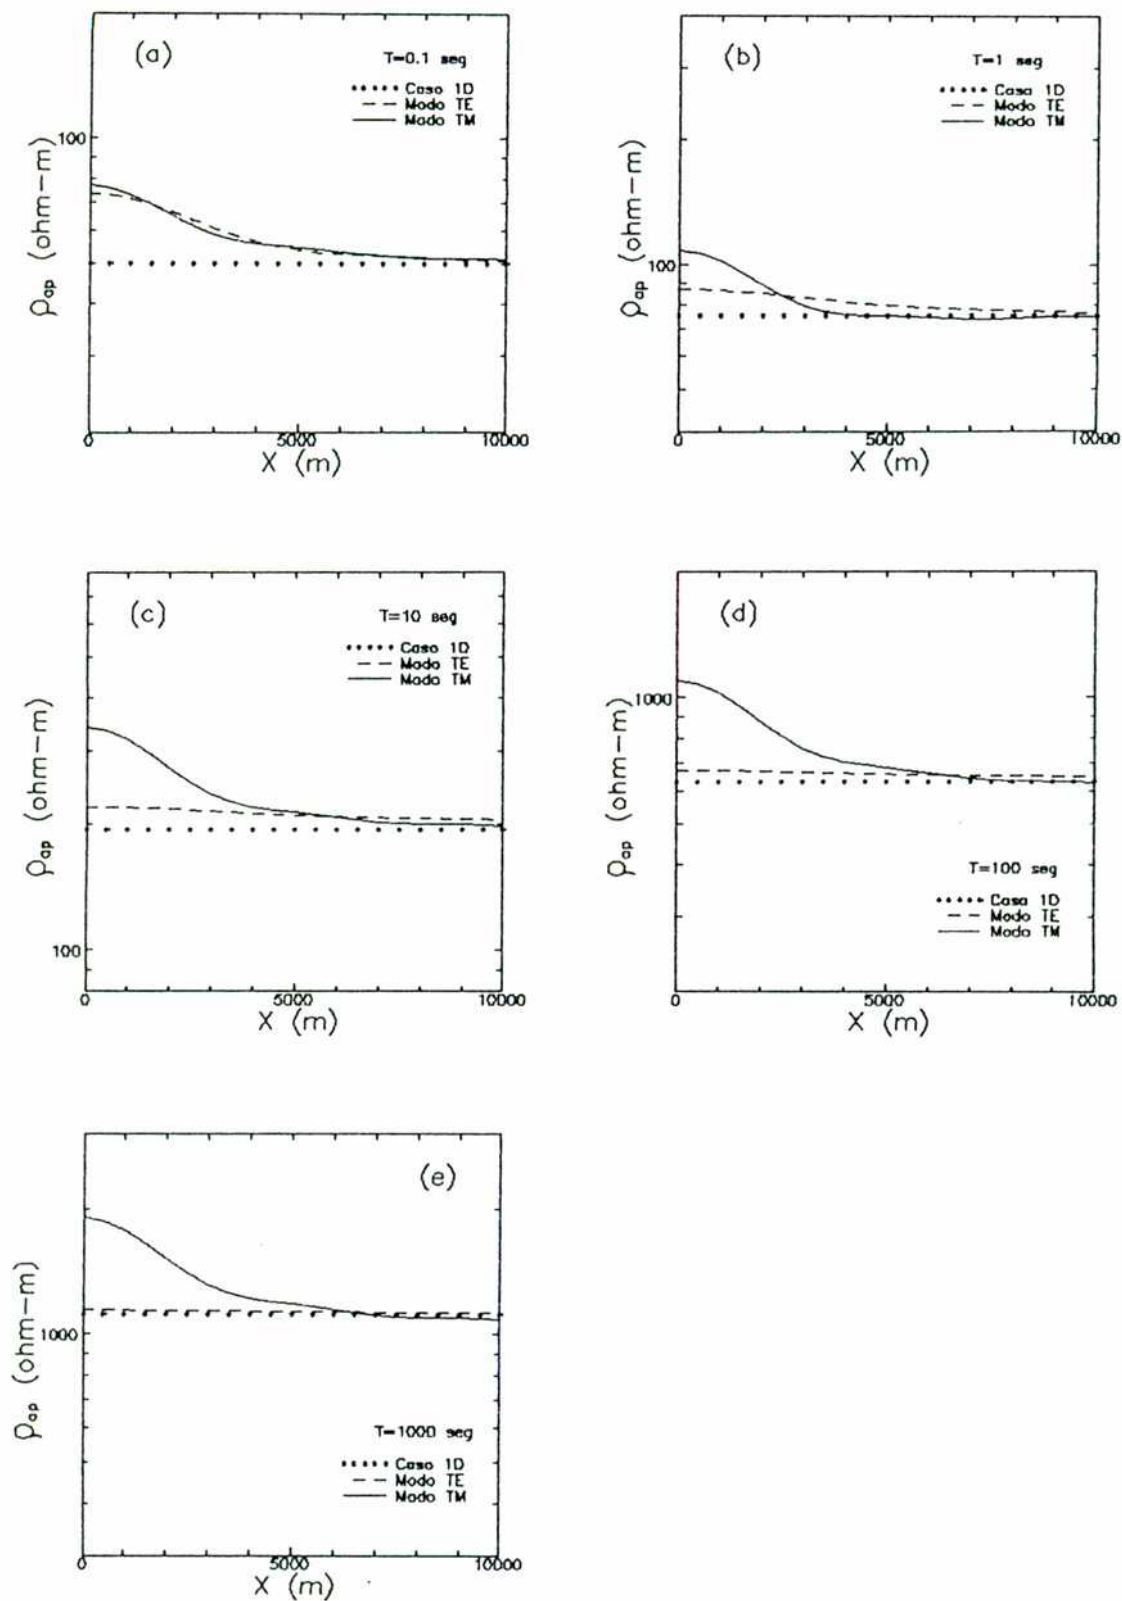 (a)
T=0.1 seg
Caso 1D
Modo TE
Modo TM
100
ρap (ohm-m)
0 5000 10000
X (m)
(b)
T=1 seg
Caso 1D
Modo TE
Modo TM
100
ρap (ohm-m)
0 5000 10000
X (m)
(c)
T=10 seg
Caso 1D
Modo TE
Modo TM
100
ρap (ohm-m)
0 5000 10000
X (m)
(d)
1000
ρap (ohm-m)
T=100 seg
Caso 1D
Modo TE
Modo TM
0 5000 10000
X (m)
(e)
1000
ρap (ohm-m)
T=1000 seg
Caso 1D
Modo TE
Modo TM
0 5000 10000
X (m)